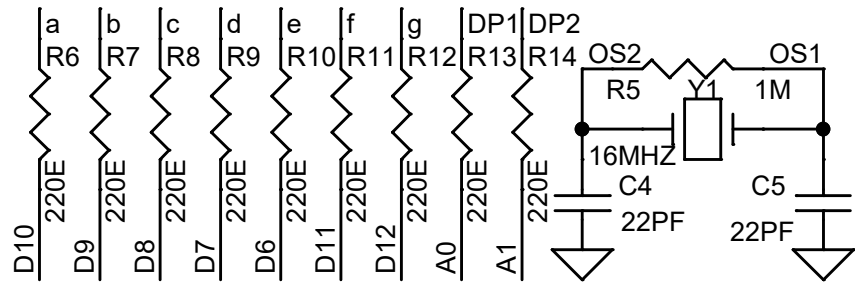 a b c d e f g DP1 DP2
R6 R7 R8 R9 R10 R11 R12 R13 R14
OS2 OS1
R5 Y1 1M
16MHZ
220E 220E 220E 220E 220E 220E 220E 220E 220E
C4 C5
22PF 22PF
D10 D9 D8 D7 D6 D11 D12 A0 A1